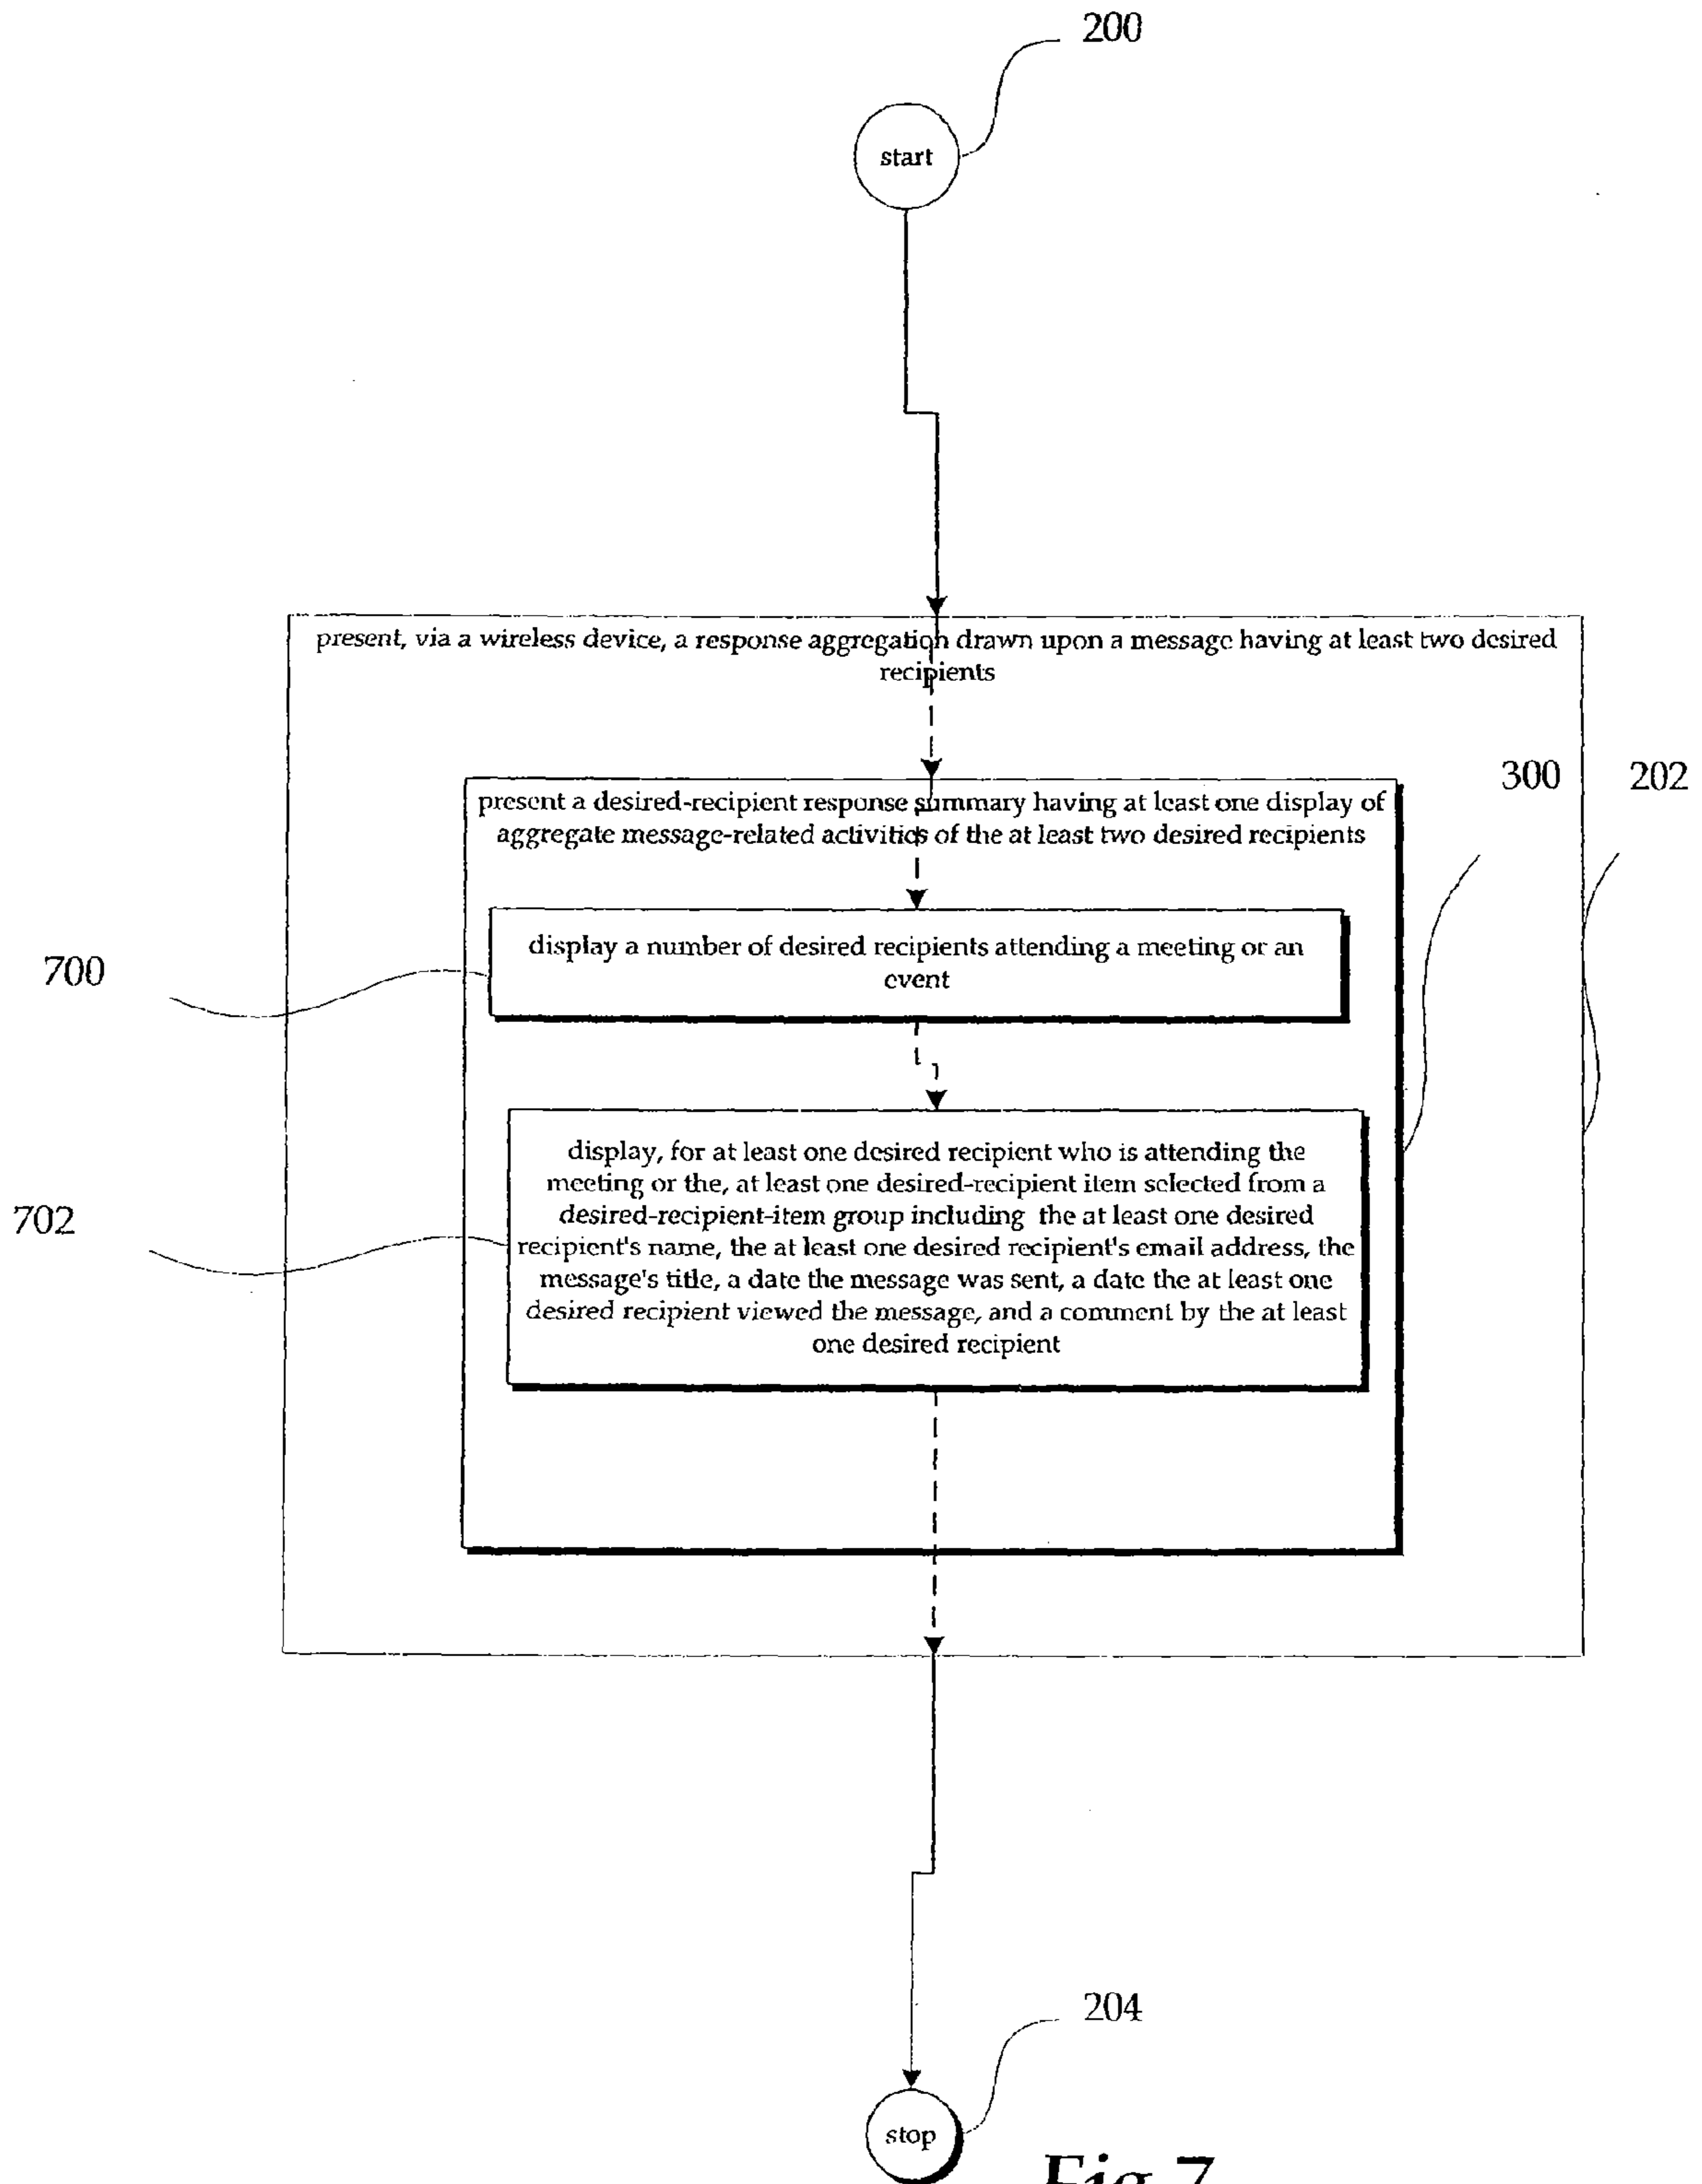 200
start
present, via a wireless device, a response aggregation drawn upon a message having at least two desired
recipients
300
202
present a desired-recipient response summary having at least one display of
aggregate message-related activities of the at least two desired recipients
display a number of desired recipients attending a meeting or an
event
700
display, for at least one desired recipient who is attending the
meeting or the, at least one desired-recipient item selected from a
desired-recipient-item group including the at least one desired
recipient's name, the at least one desired recipient's email address, the
message's title, a date the message was sent, a date the at least one
desired recipient viewed the message, and a comment by the at least
one desired recipient
702
204
stop
Fig 7